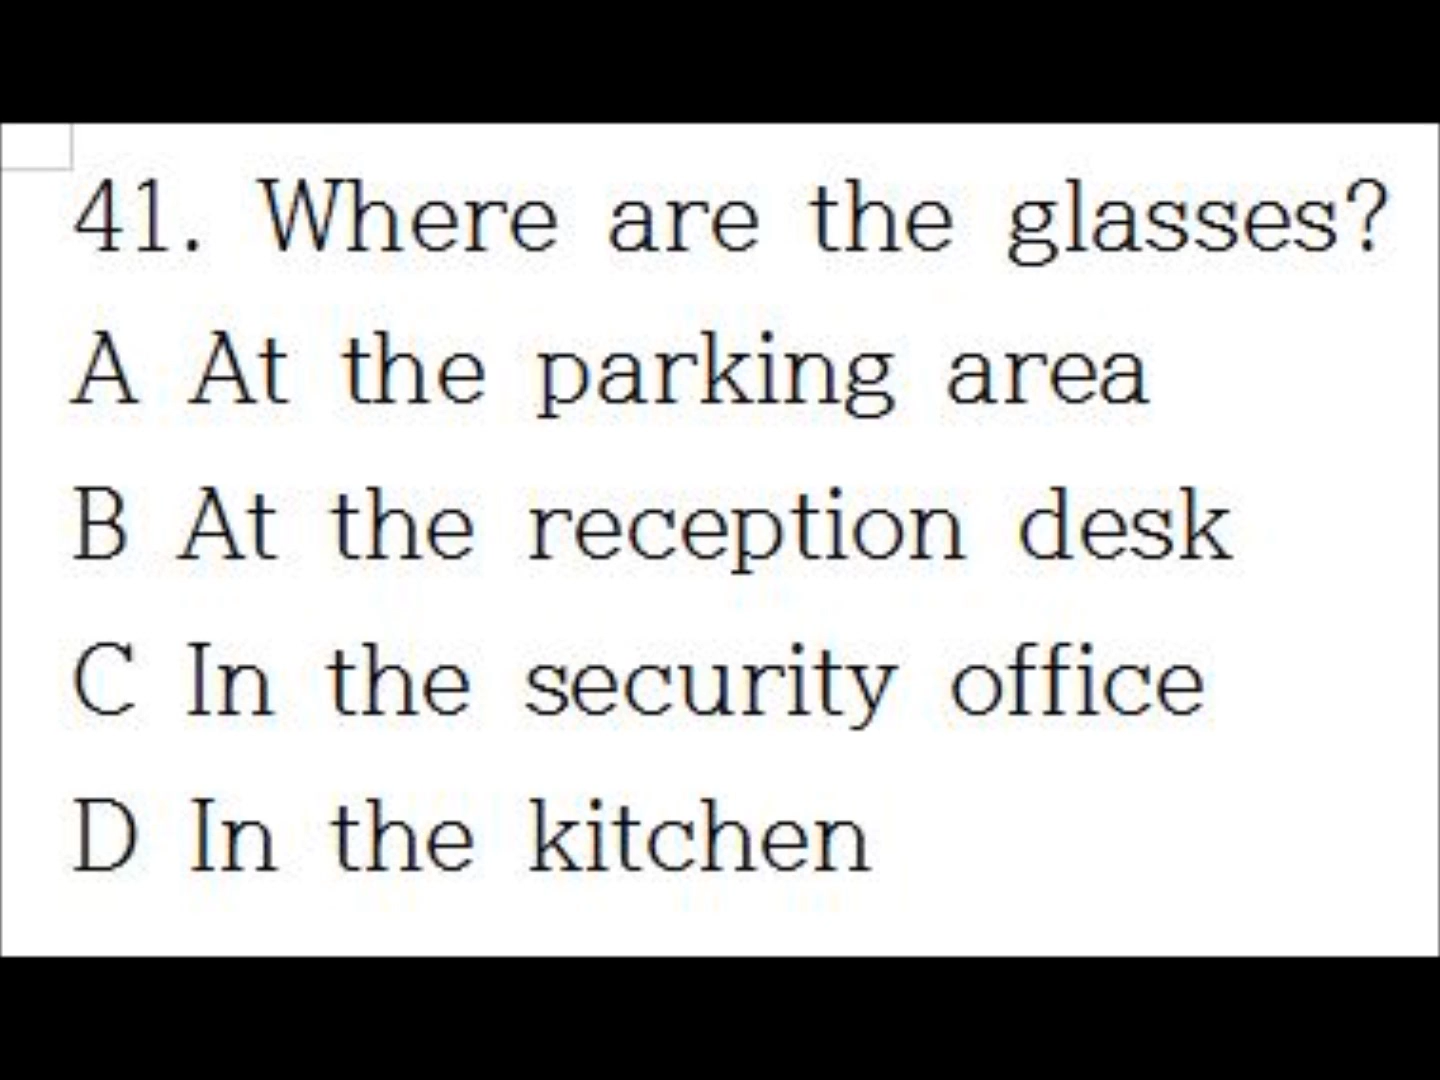 41. Where are the glasses?
A At the parking area
B At the reception desk
C In the security office
D In the kitchen